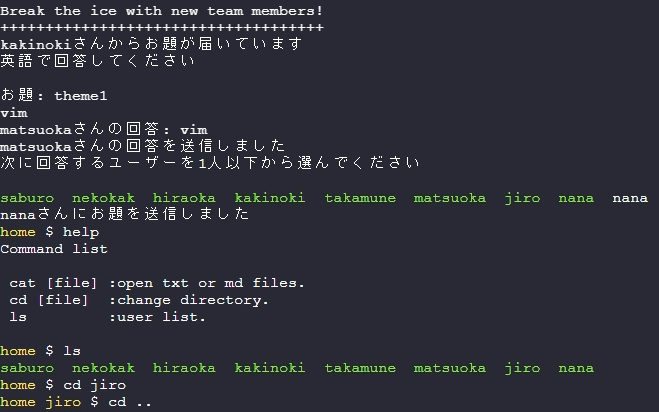 Break the ice with new team members!
++++++++++++++++++++++++++++++++++++
kakinokiさんからお題が届いています
英語で回答してください
お題: theme1
vim
matsuokaさんの回答: vim
matsuokaさんの回答を送信しました
次に回答するユーザーを1人以下から選んでください
saburo nekokak hiraoka kakinoki takamune matsuoka jiro nana nana
nanaさんにお題を送信しました
home $ help
Command list
cat [file] :open txt or md files.
cd [file] :change directory.
ls :user list.
home $ ls
saburo nekokak hiraoka kakinoki takamune matsuoka jiro nana
home $ cd jiro
home jiro $ cd ..